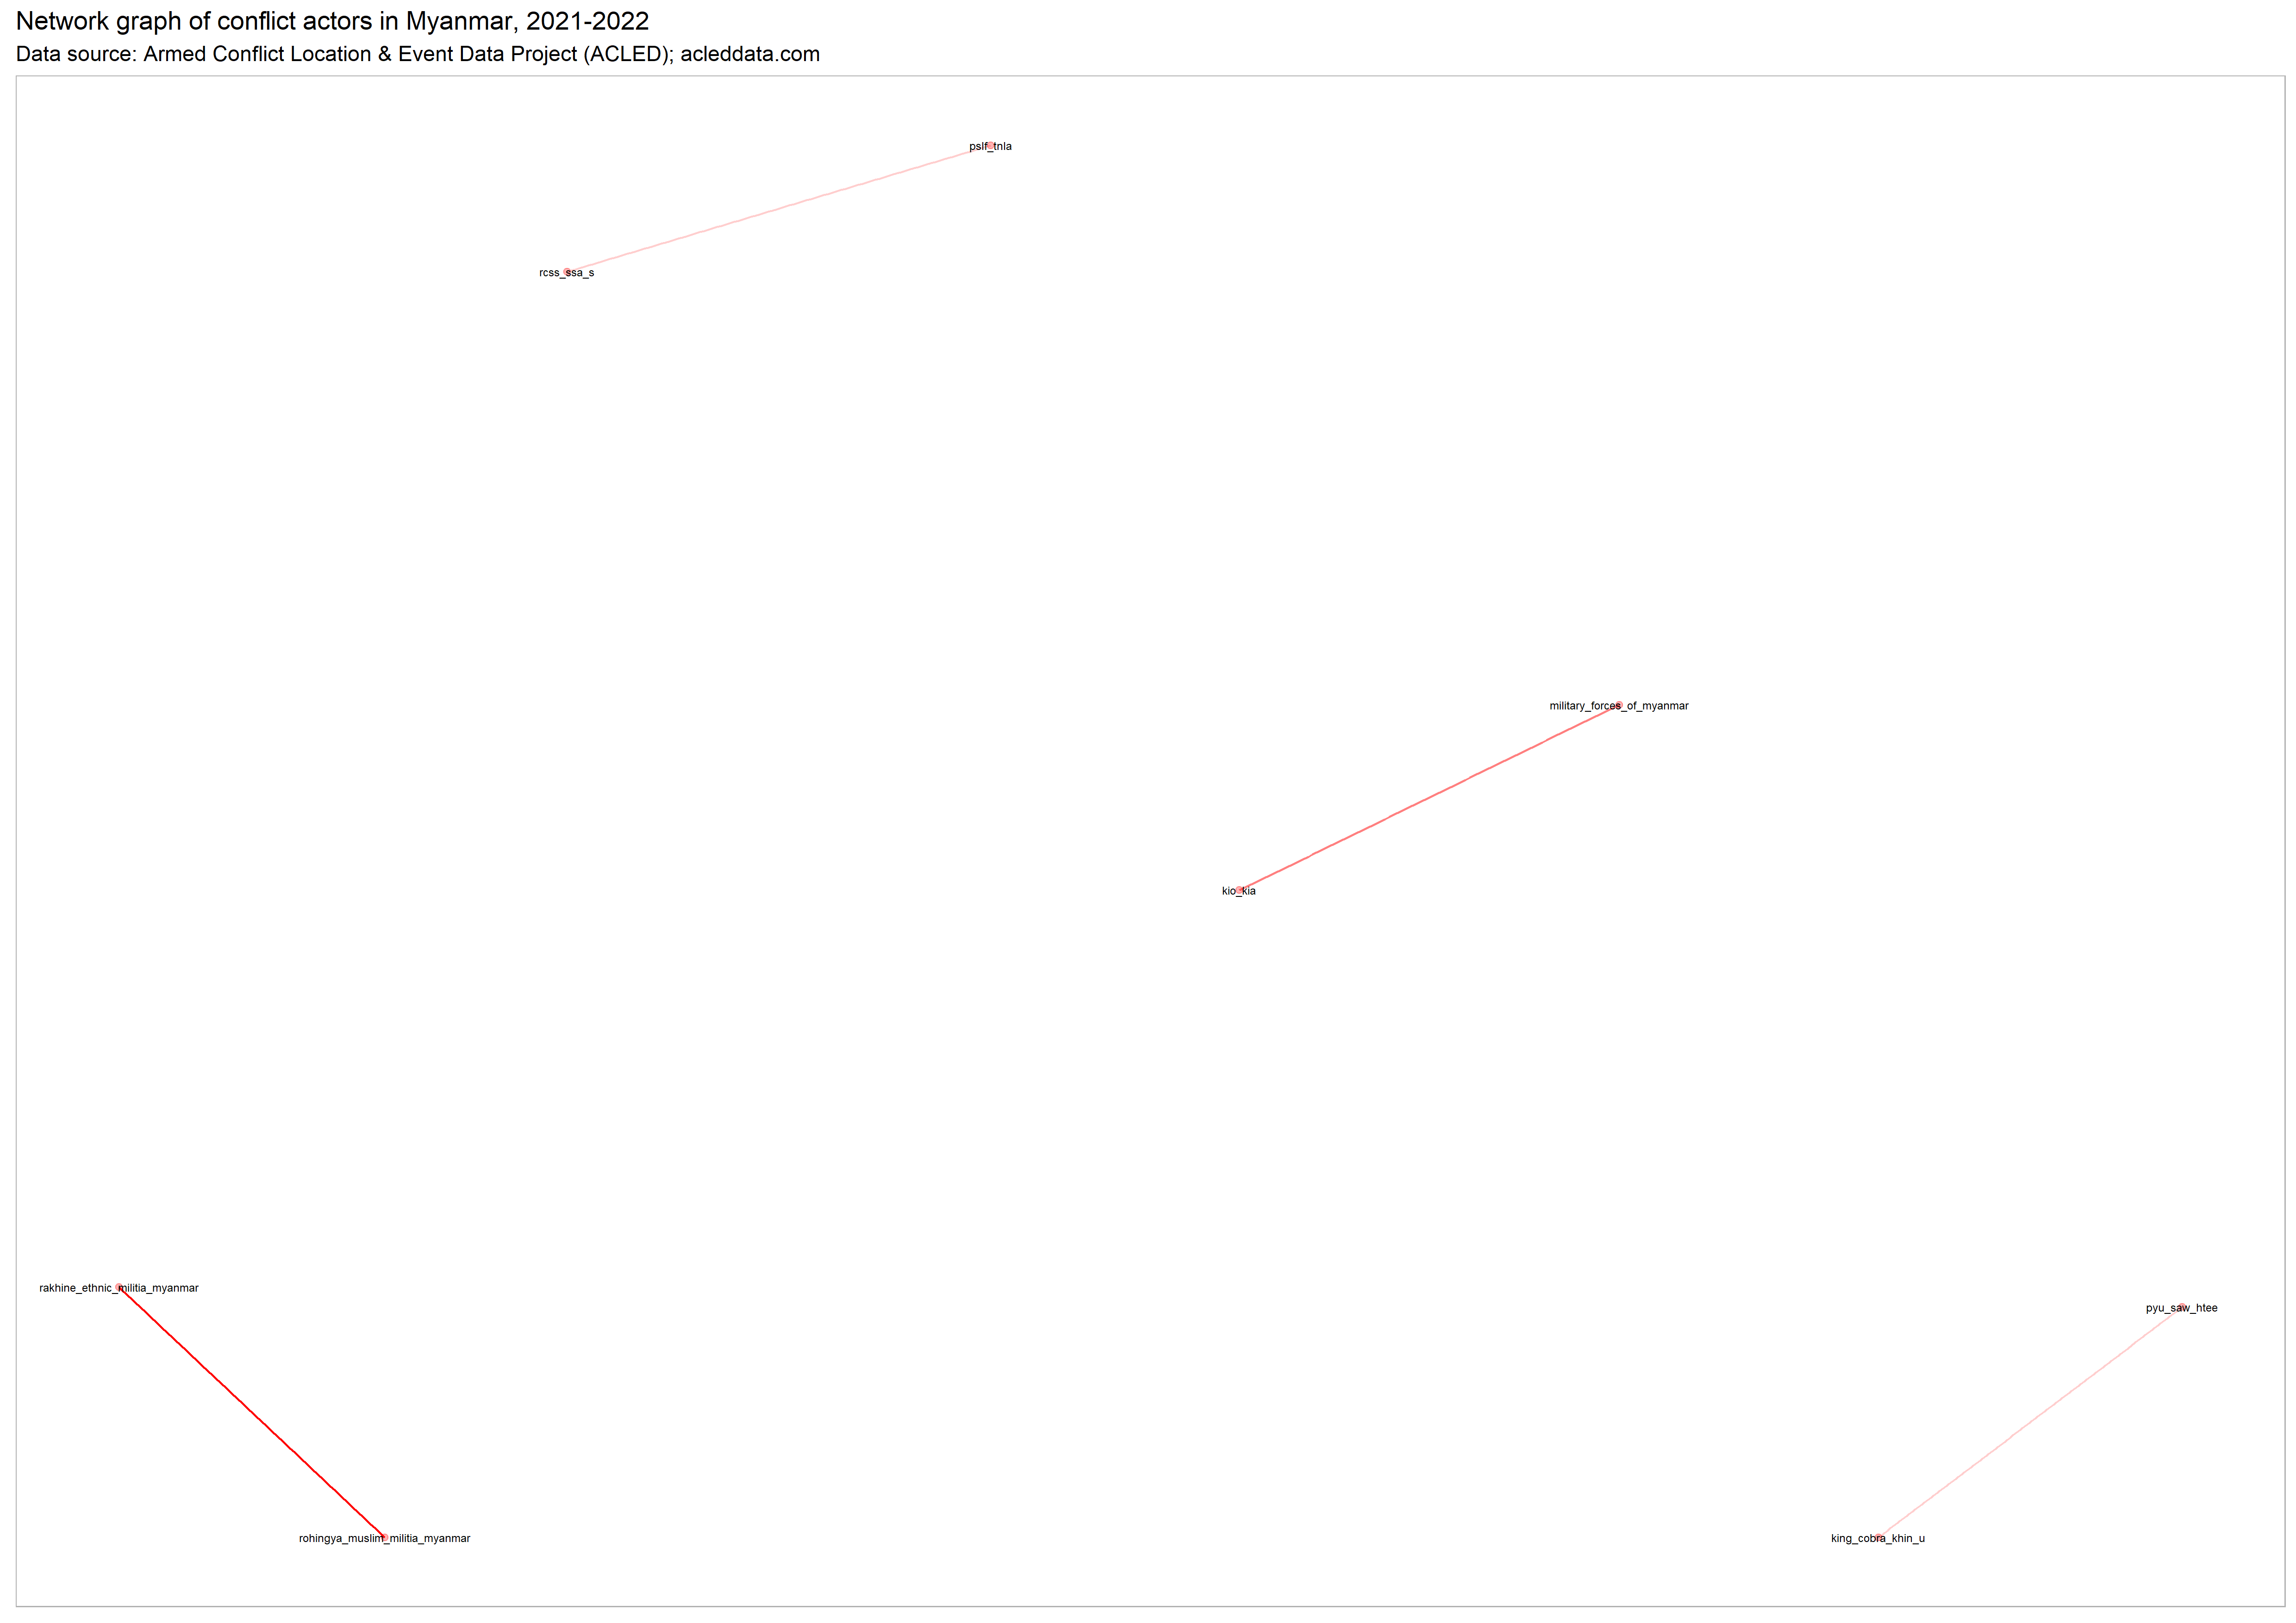 Network graph of conflict actors in Myanmar, 2021-2022
Data source: Armed Conflict Location & Event Data Project (ACLED); acleddata.com
pslf_tnla
rcss_ssa_s
military_forces_of_myanmar
kio_kia
rakhine_ethnic_militia_myanmar
pyu_saw_htee
rohingya_muslim_militia_myanmar
king_cobra_khin_u